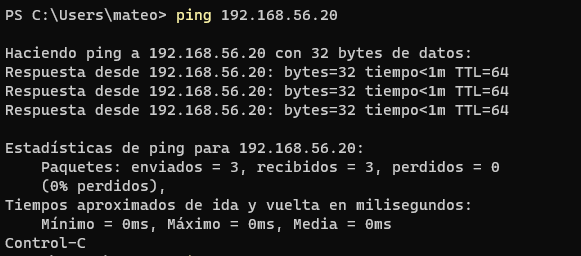 PS C:\Users\mateo> ping 192.168.56.20
Haciendo ping a 192.168.56.20 con 32 bytes de datos:
Respuesta desde 192.168.56.20: bytes=32 tiempo<1m TTL=64
Respuesta desde 192.168.56.20: bytes=32 tiempo<1m TTL=64
Respuesta desde 192.168.56.20: bytes=32 tiempo<1m TTL=64
Estadísticas de ping para 192.168.56.20:
    Paquetes: enviados = 3, recibidos = 3, perdidos = 0
    (0% perdidos),
Tiempos aproximados de ida y vuelta en milisegundos:
    Mínimo = 0ms, Máximo = 0ms, Media = 0ms
Control-C